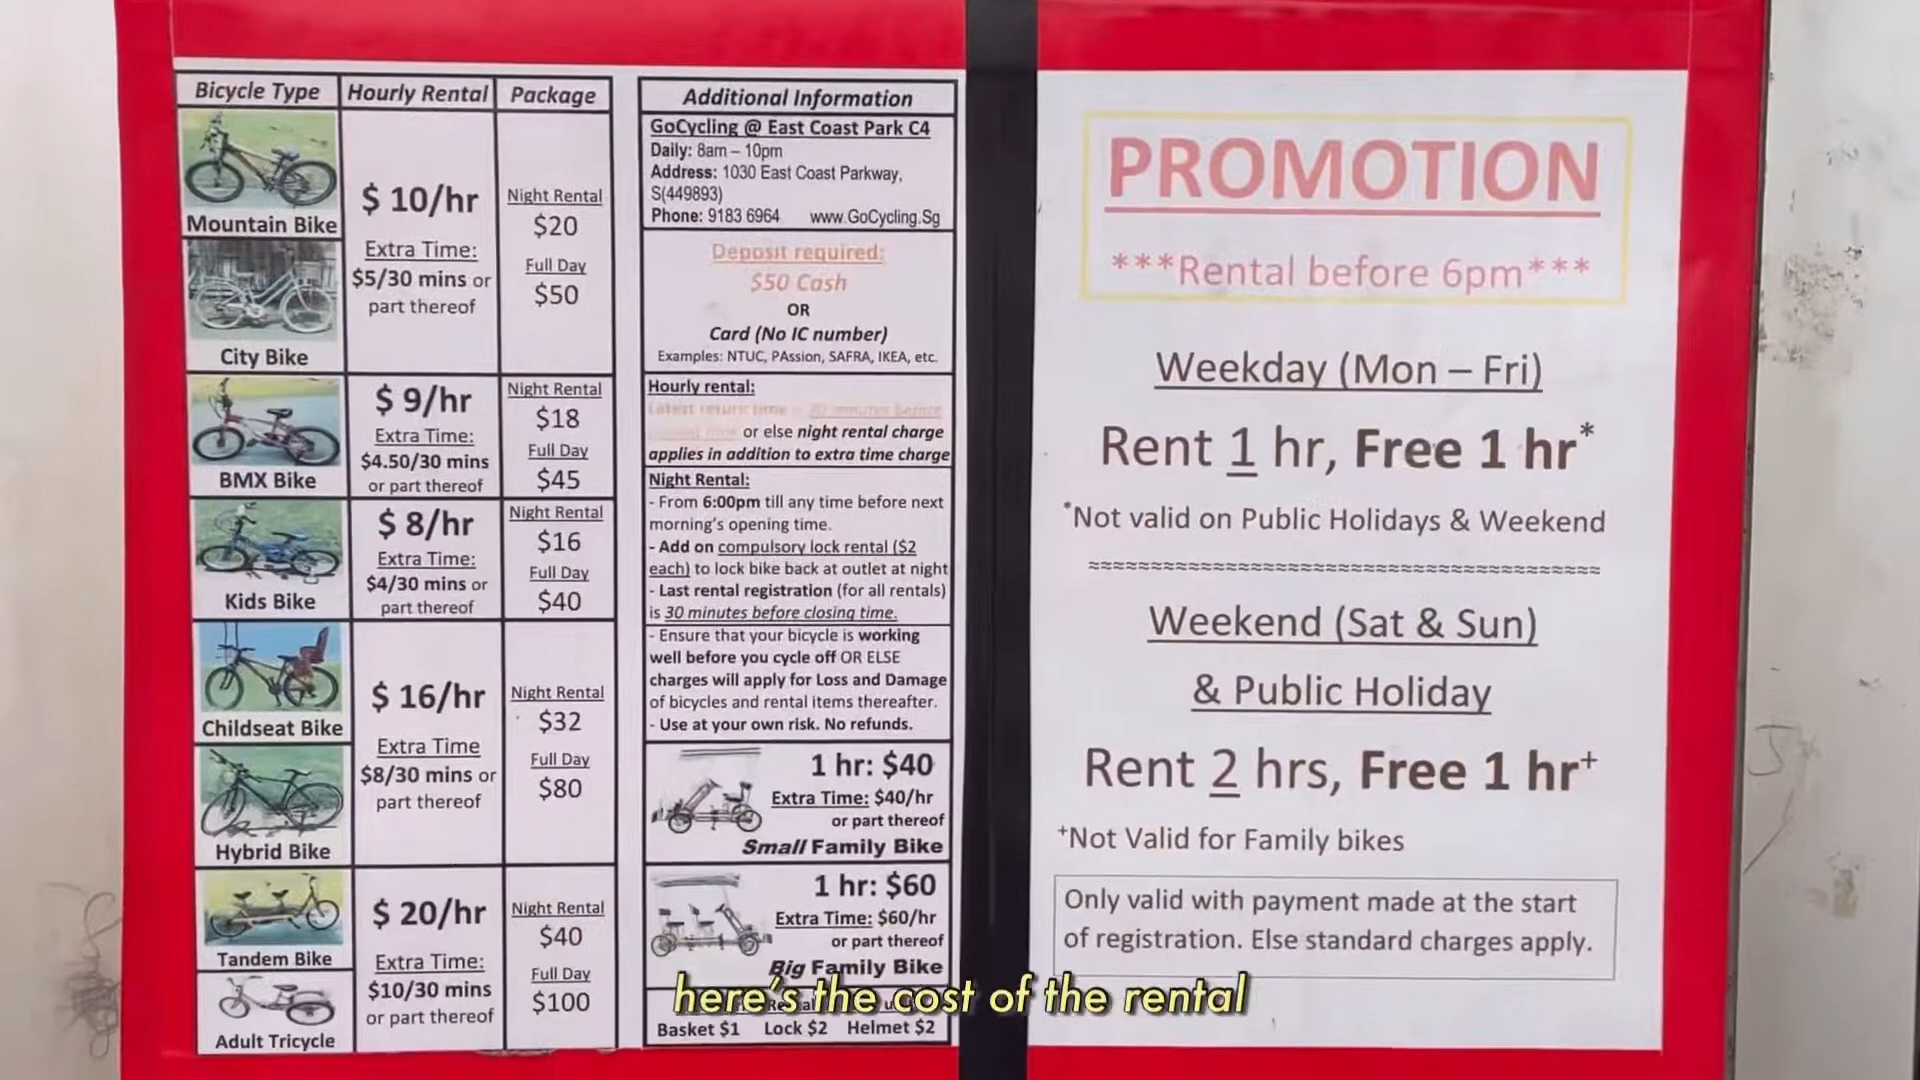 Bicycle Type
Hourly Rental
Package
Mountain Bike
City Bike
$ 10/hr
Extra Time:
$5/30 mins or
part thereof
Night Rental
$20
Full Day
$50
BMX Bike
$ 9/hr
Extra Time:
$4.50/30 mins
or part thereof
Night Rental
$18
Full Day
$45
Kids Bike
$ 8/hr
Extra Time:
$4/30 mins or
part thereof
Night Rental
$16
Full Day
$40
Childseat Bike
Hybrid Bike
$ 16/hr
Extra Time
$8/30 mins or
part thereof
Night Rental
$32
Full Day
$80
Tandem Bike
Adult Tricycle
$ 20/hr
Extra Time:
$10/30 mins
or part thereof
Night Rental
$40
Full Day
$100
Additional Information
GoCycling @ East Coast Park C4
Daily: 8am – 10pm
Address: 1030 East Coast Parkway,
S(449893)
Phone: 9183 6964 www.GoCycling.Sg
Deposit required:
$50 Cash
OR
Card (No IC number)
Examples: NTUC, PAssion, SAFRA, IKEA, etc.
Hourly rental:
Latest return time – minutes before
or else night rental charge
applies in addition to extra time charge
Night Rental:
- From 6:00pm till any time before next
morning's opening time.
- Add on compulsory lock rental ($2
each) to lock bike back at outlet at night
- Last rental registration (for all rentals)
is 30 minutes before closing time.
- Ensure that your bicycle is working
well before you cycle off OR ELSE
charges will apply for Loss and Damage
of bicycles and rental items thereafter.
- Use at your own risk. No refunds.
1 hr: $40
Extra Time: $40/hr
or part thereof
Small Family Bike
1 hr: $60
Extra Time: $60/hr
or part thereof
Big Family Bike
Basket $1 Lock $2 Helmet $2
PROMOTION
***Rental before 6pm***
Weekday (Mon – Fri)
Rent 1 hr, Free 1 hr*
*Not valid on Public Holidays & Weekend
≈≈≈≈≈≈≈≈≈≈≈≈≈≈≈≈≈≈≈≈≈≈≈≈≈≈≈≈≈≈≈≈≈≈≈≈≈≈≈≈
Weekend (Sat & Sun)
& Public Holiday
Rent 2 hrs, Free 1 hr+
+Not Valid for Family bikes
Only valid with payment made at the start
of registration. Else standard charges apply.
here's the cost of the rental